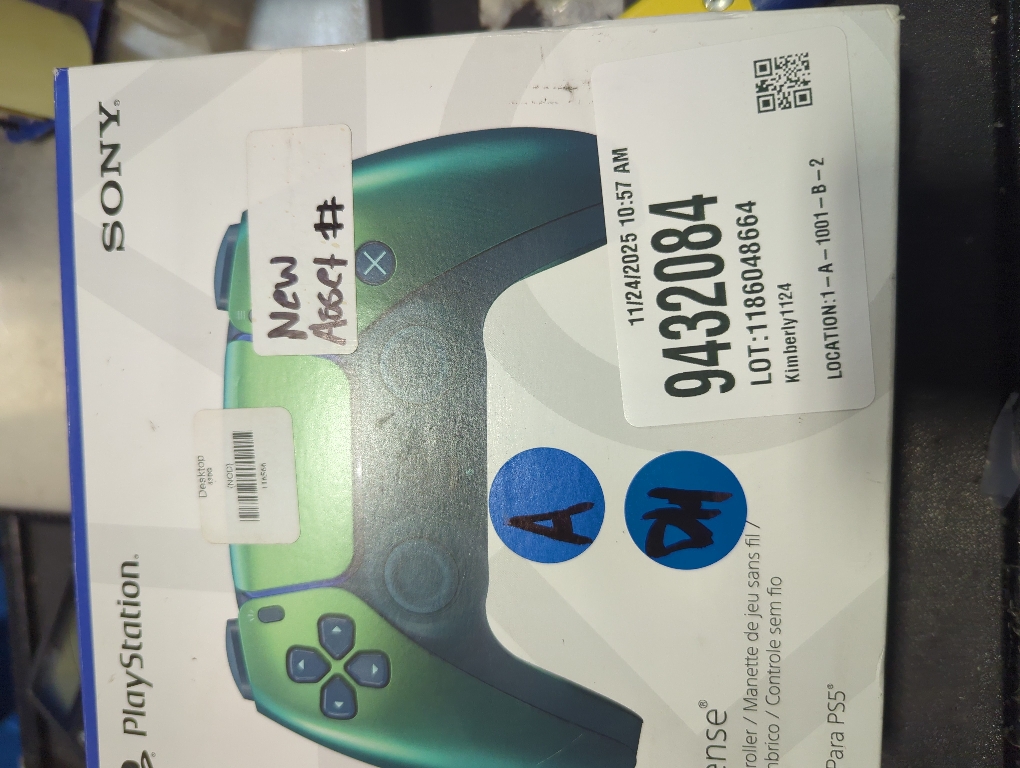 SONY®
PlayStation®
New
Asset #
Desktop
(NOD)
11/24/2025 10:57 AM
9432084
LOT:1186048664
Kimberly1124
LOCATION:1-A-1001-B-2
A
DH
ense®
roller / Manette de jeu sans fil /
mbrico / Controle sem fio
Para PS5®